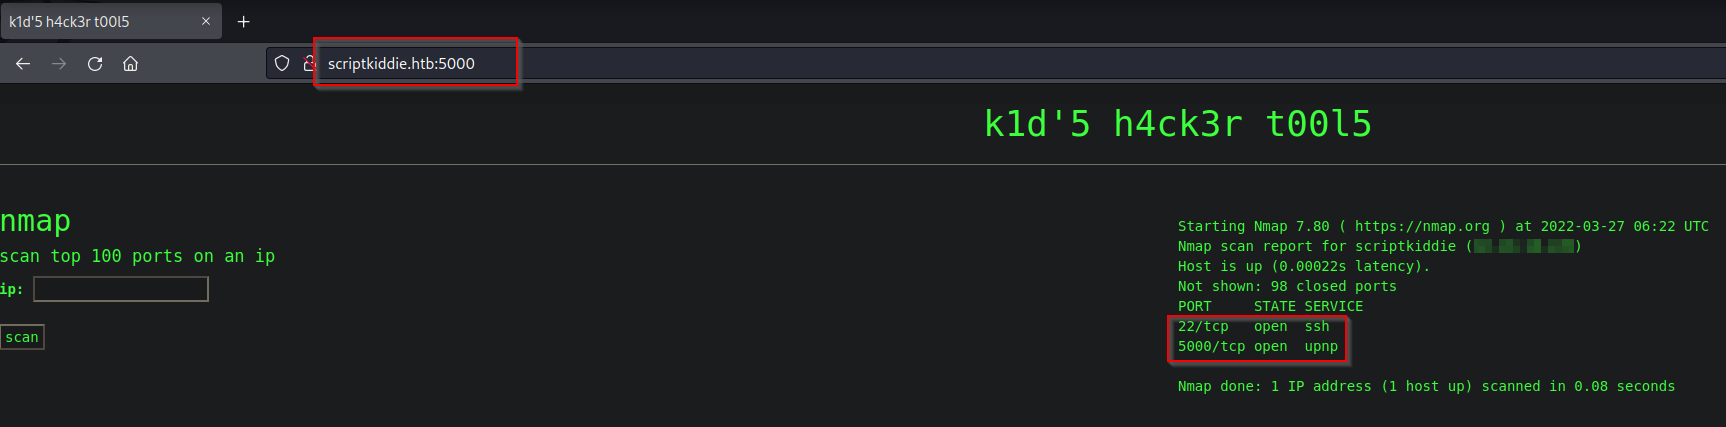 k1d'5 h4ck3r t00l5
scriptkiddie.htb:5000
k1d'5 h4ck3r t00l5
nmap
scan top 100 ports on an ip
ip:
scan
Starting Nmap 7.80 ( https://nmap.org ) at 2022-03-27 06:22 UTC
Nmap scan report for scriptkiddie ( )
Host is up (0.00022s latency).
Not shown: 98 closed ports
PORT     STATE SERVICE
22/tcp   open  ssh
5000/tcp open  upnp
Nmap done: 1 IP address (1 host up) scanned in 0.08 seconds